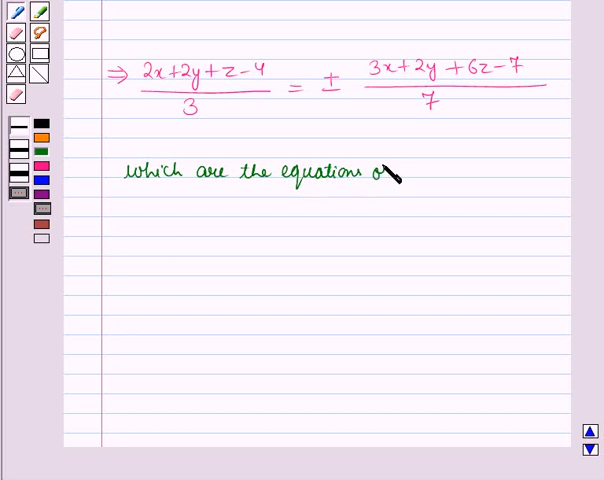 ⇒ 2x+2y+z-4 / 3 = ± 3x+2y+6z-7 / 7
which are the equations